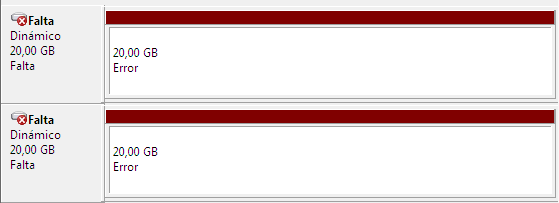 Falta
Dinámico
20,00 GB
Falta
20,00 GB
Error
Falta
Dinámico
20,00 GB
Falta
20,00 GB
Error